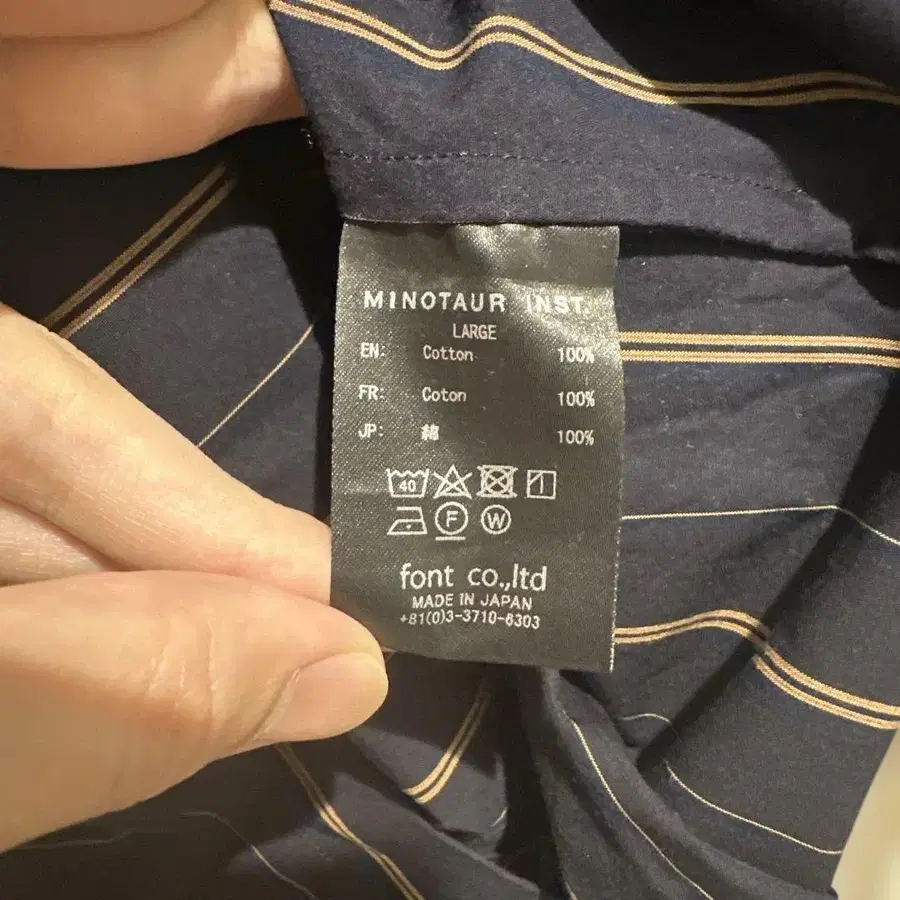 MINOTAUR INST.
LARGE
EN: Cotton 100%
FR: Coton 100%
JP: 綿 100%
40
F W
font co.,ltd
MADE IN JAPAN
+81(0)3-3710-6303